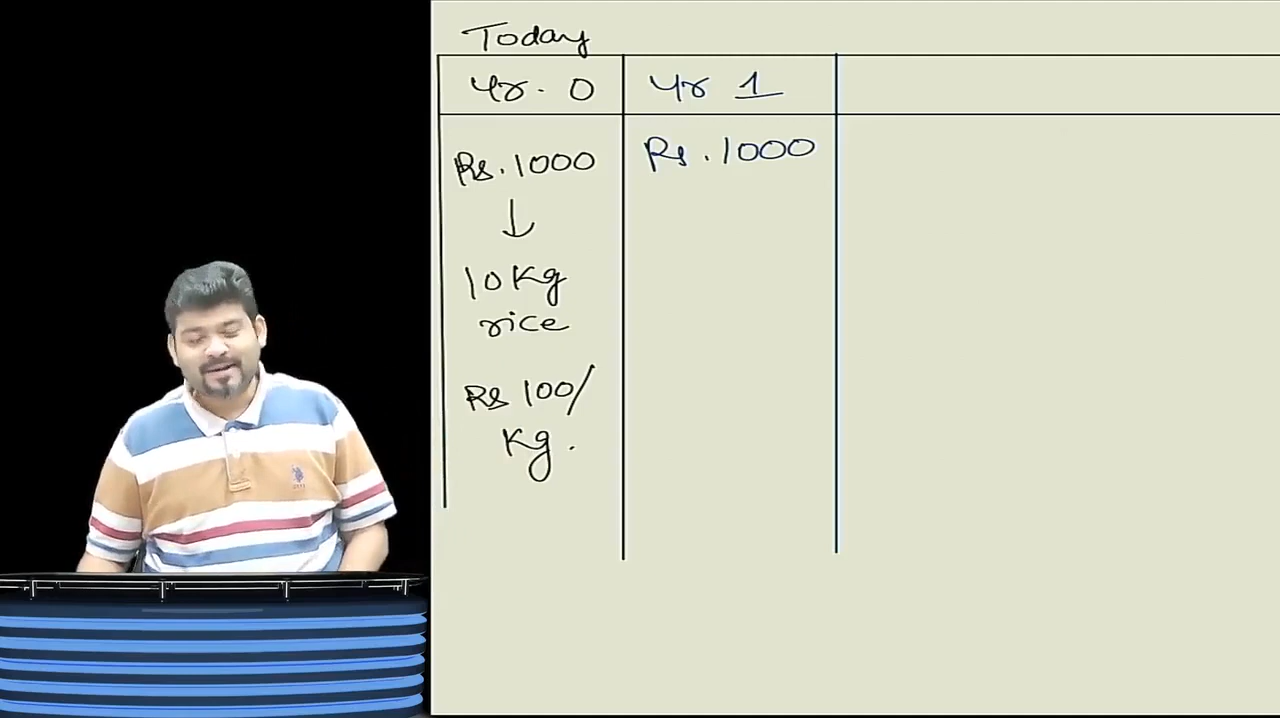 Today
Yr. 0
Yr 1
Rs. 1000
Rs. 1000
↓
10 Kg
rice
Rs 100/
Kg.